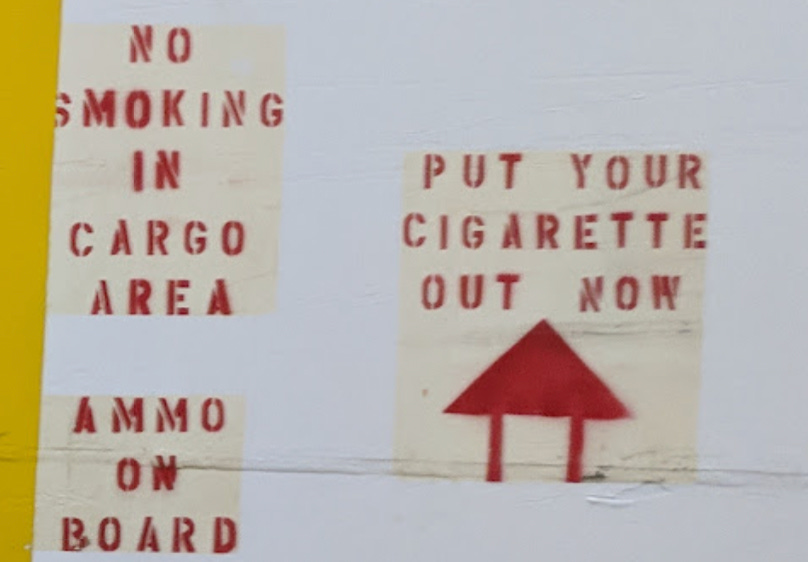 NO
SMOKING
IN
CARGO
AREA
AMMO
ON
BOARD
PUT YOUR
CIGARETTE
OUT NOW